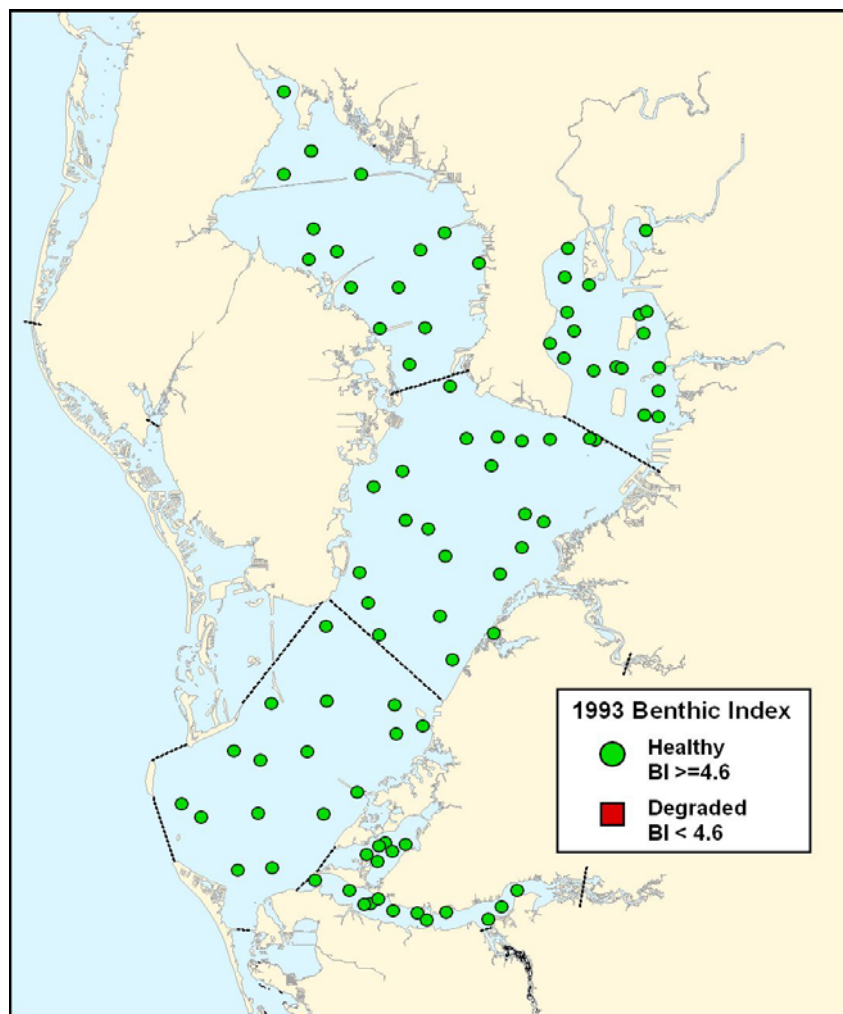 1993 Benthic Index
Healthy
BI >=4.6
Degraded
BI < 4.6